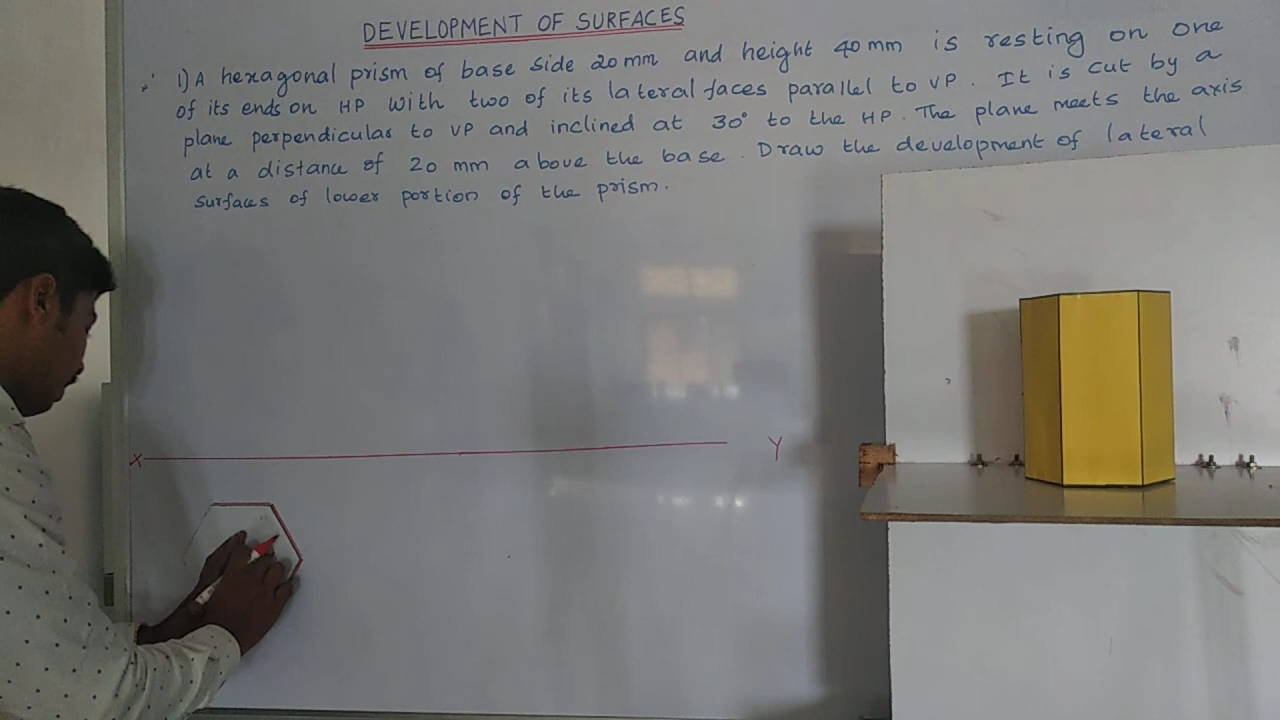 DEVELOPMENT OF SURFACES
1) A hexagonal prism of base side 20mm and height 40mm is resting on one
of its ends on HP with two of its lateral faces parallel to VP. It is cut by a
plane perpendicular to VP and inclined at 30° to the HP. The plane meets the axis
at a distance of 20 mm above the base. Draw the development of lateral
surfaces of lower portion of the prism.
X Y